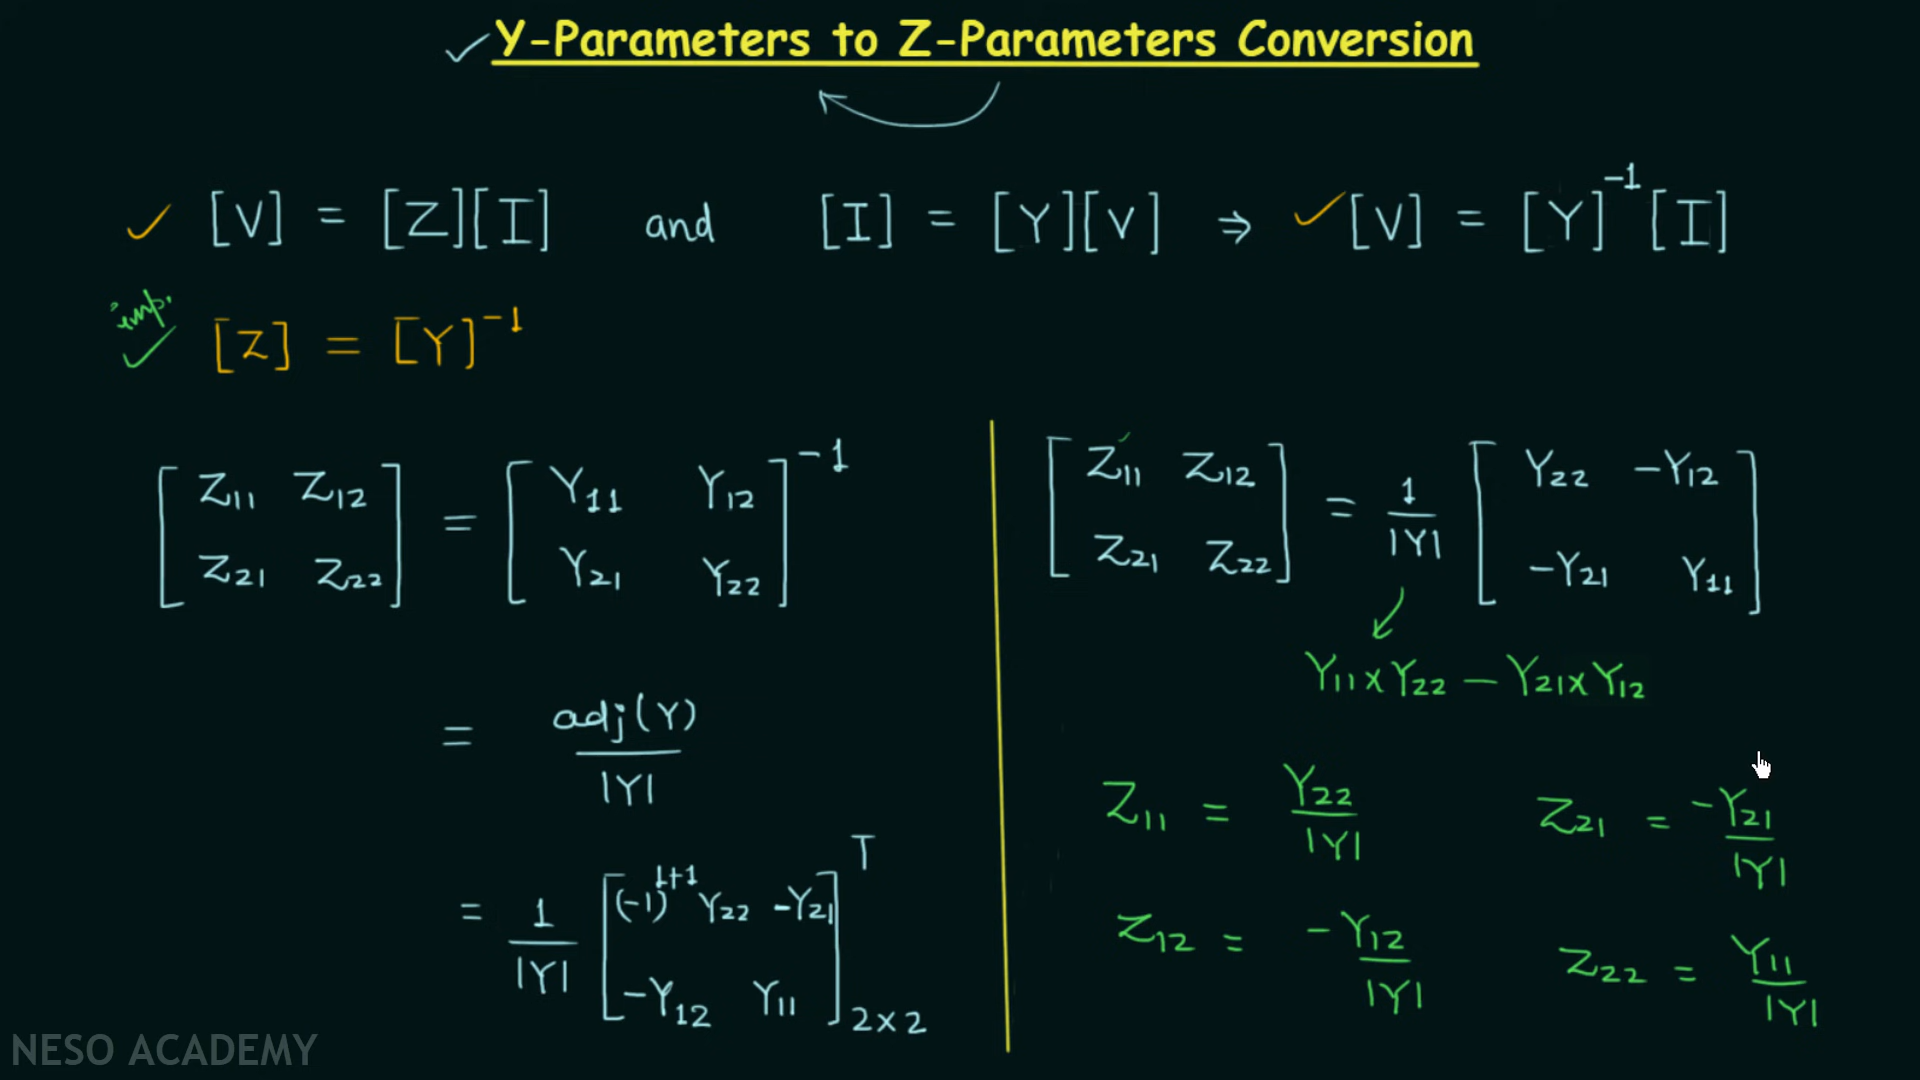 Y-Parameters to Z-Parameters Conversion
[V] = [Z][I] and [I] = [Y][V] ⇒ [V] = [Y]⁻¹[I]
'imp'
[Z] = [Y]⁻¹
[Z11 Z12
Z21 Z22] = [Y11 Y12
Y21 Y22]⁻¹
= adj(Y) / |Y|
= 1/|Y| [(-1)¹⁺¹ Y22 -Y21
-Y12 Y11]ᵀ 2×2
[Z11 Z12
Z21 Z22] = 1/|Y| [Y22 -Y12
-Y21 Y11]
Y11 × Y22 - Y21 × Y12
Z11 = Y22/|Y| Z21 = -Y21/|Y|
Z12 = -Y12/|Y| Z22 = Y11/|Y|
NESO ACADEMY